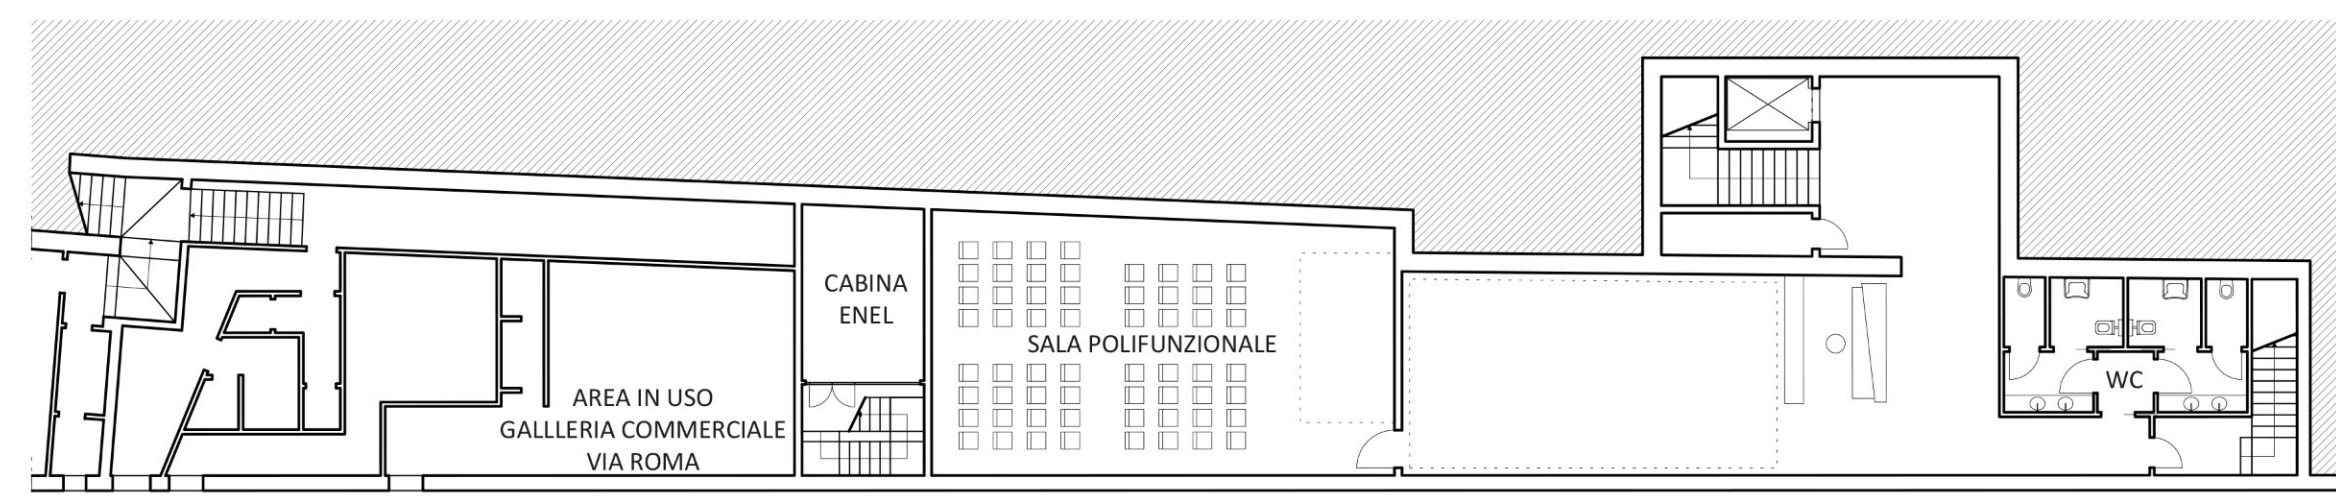 CABINA
ENEL
SALA POLIFUNZIONALE
AREA IN USO
GALLLERIA COMMERCIALE
VIA ROMA
WC